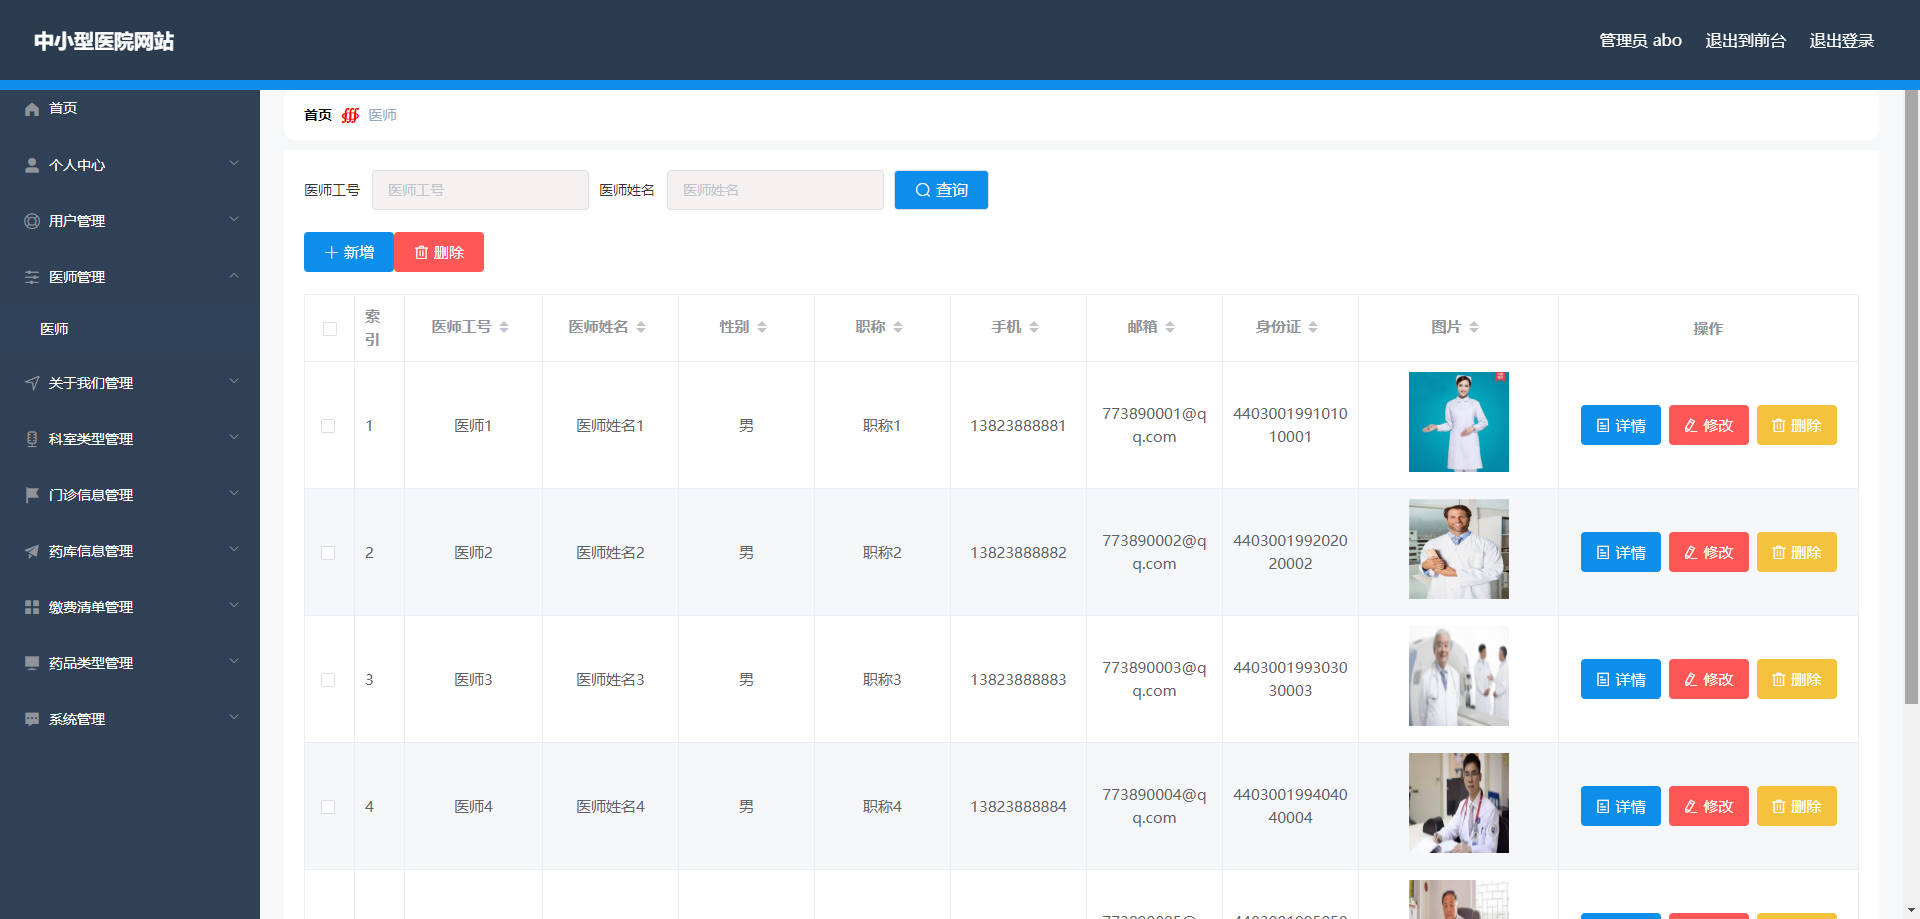 中小型医院网站
管理员 abo 退出到前台 退出登录
首页
个人中心
用户管理
医师管理
医师
关于我们管理
科室类型管理
门诊信息管理
药库信息管理
缴费清单管理
药品类型管理
系统管理
首页 医师
医师工号 医师工号 医师姓名 医师姓名 查询
新增 删除
索引 医师工号 医师姓名 性别 职称 手机 邮箱 身份证 图片 操作
1 医师1 医师姓名1 男 职称1 13823888881 773890001@qq.com 440300199101010001 详情 修改 删除
2 医师2 医师姓名2 男 职称2 13823888882 773890002@qq.com 440300199202020002 详情 修改 删除
3 医师3 医师姓名3 男 职称3 13823888883 773890003@qq.com 440300199303030003 详情 修改 删除
4 医师4 医师姓名4 男 职称4 13823888884 773890004@qq.com 440300199404040004 详情 修改 删除